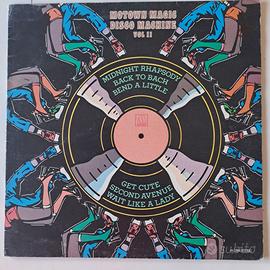 MOTOWN MAGIC
DISCO MACHINE
VOL II
MIDNIGHT RHAPSODY
BACK TO BACH
BEND A LITTLE
GET CUTE
SECOND AVENUE
WAIT LIKE A LADY